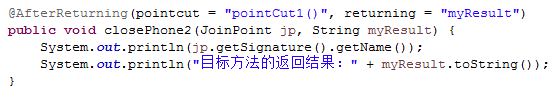 @AfterReturning(pointcut = "pointCut1()", returning = "myResult")
public void closePhone2(JoinPoint jp, String myResult) {
    System.out.println(jp.getSignature().getName());
    System.out.println("目标方法的返回结果：" + myResult.toString());
}